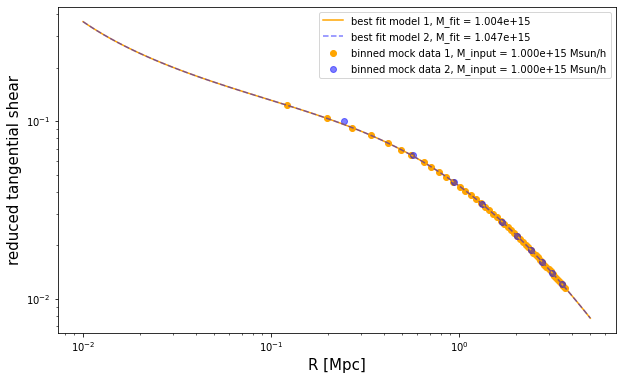 best fit model 1, M_fit = 1.004e+15
best fit model 2, M_fit = 1.047e+15
binned mock data 1, M_input = 1.000e+15 Msun/h
binned mock data 2, M_input = 1.000e+15 Msun/h
reduced tangential shear
10⁻¹
10⁻²
10⁻²
10⁻¹
10⁰
R [Mpc]